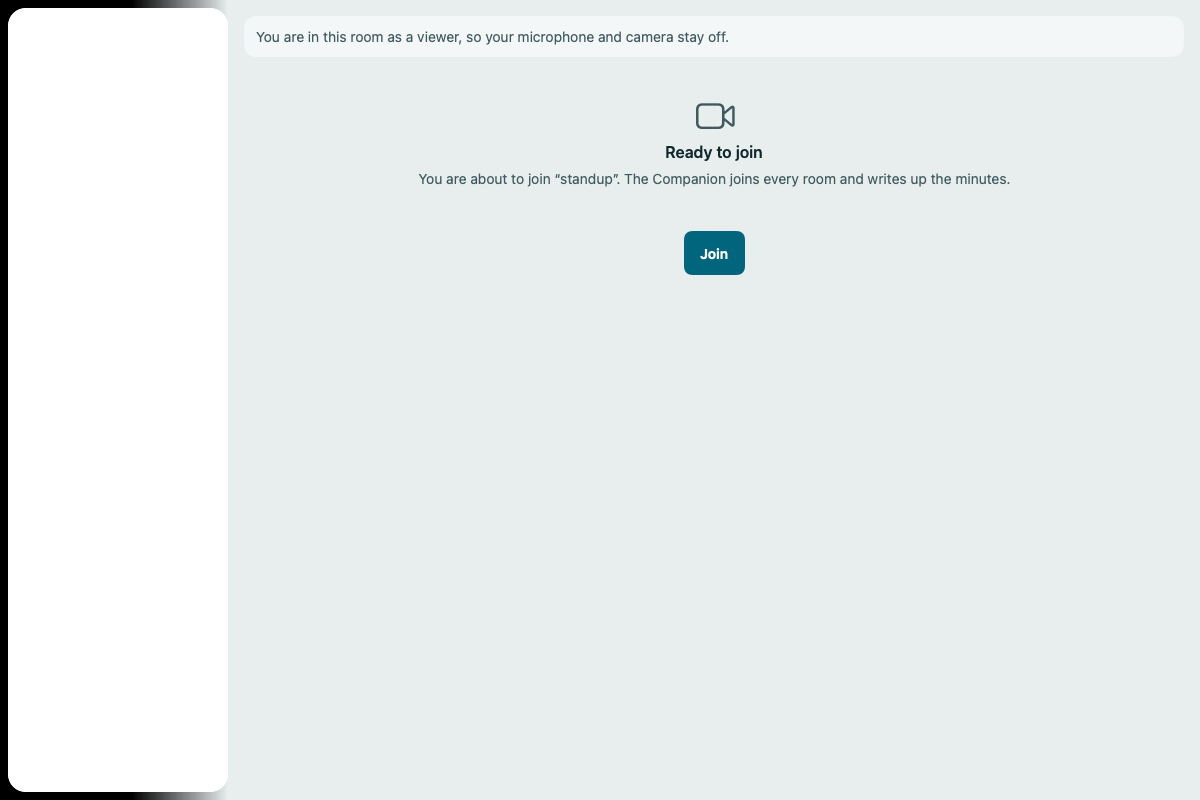 You are in this room as a viewer, so your microphone and camera stay off.
Ready to join
You are about to join “standup”. The Companion joins every room and writes up the minutes.
Join